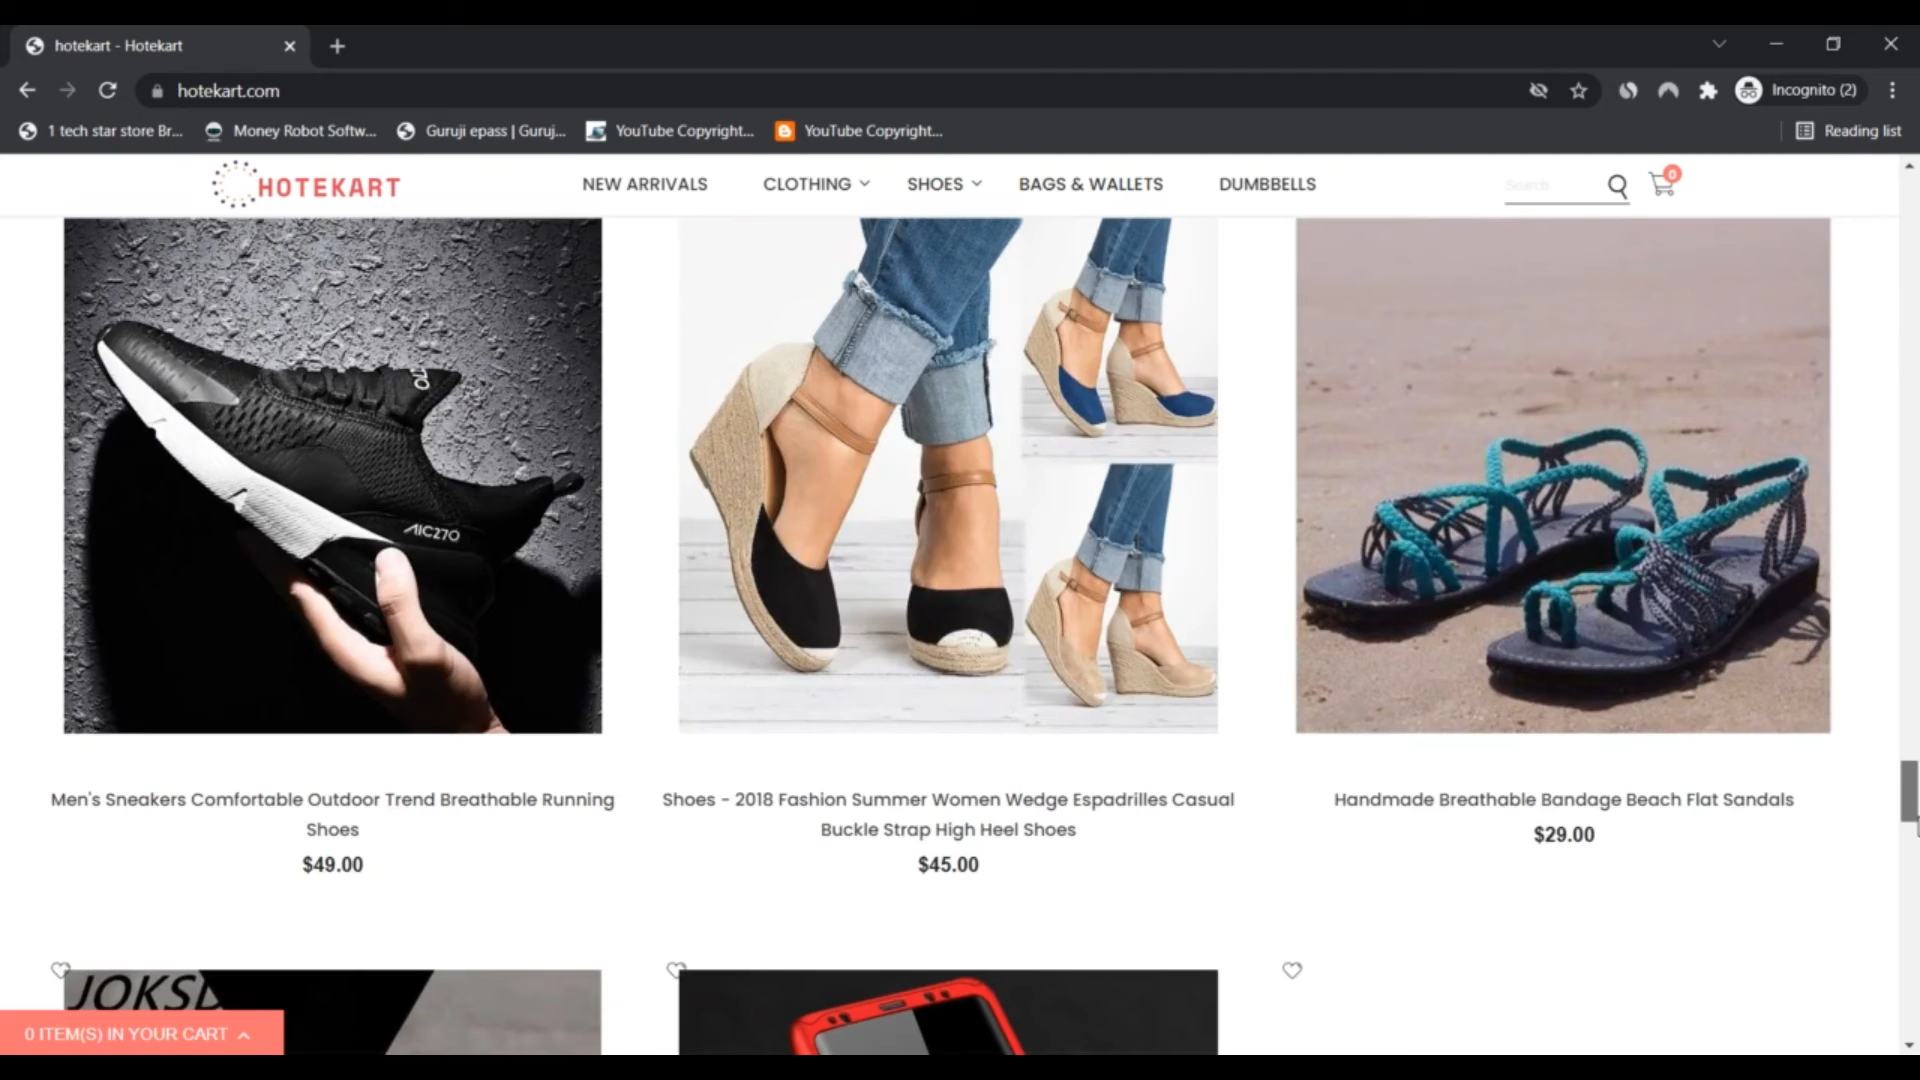 hotekart - Hotekart
hotekart.com
Incognito (2)
1 tech star store Br...
Money Robot Softw...
Guruji epass | Guruj...
YouTube Copyright...
YouTube Copyright...
Reading list
HOTEKART
NEW ARRIVALS
CLOTHING
SHOES
BAGS & WALLETS
DUMBBELLS
Search
0
AIC270
Men's Sneakers Comfortable Outdoor Trend Breathable Running
Shoes
$49.00
Shoes - 2018 Fashion Summer Women Wedge Espadrilles Casual
Buckle Strap High Heel Shoes
$45.00
Handmade Breathable Bandage Beach Flat Sandals
$29.00
0 ITEM(S) IN YOUR CART